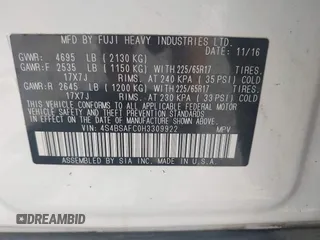 MFD. BY FUJI HEAVY INDUSTRIES LTD.
DATE: 11/16
GVWR: 4695 LB (2130 KG)
GAWR:F 2535 LB (1150 KG) WITH 225/65R17 TIRES,
17X7J RIMS, AT 240 KPA (35 PSI) COLD
GAWR:R 2645 LB (1200 KG) WITH 225/65R17 TIRES,
17X7J RIMS, AT 230 KPA (33 PSI) COLD
THIS VEHICLE CONFORMS TO ALL APPLICABLE FEDERAL MOTOR
VEHICLE SAFETY AND THEFT PREVENTION STANDARDS IN EFFECT
ON THE DATE OF MANUFACTURE SHOWN ABOVE.
VIN: 4S4BSAFC0H3309922 MPV
ASSEMBLED BY SIA INC. MADE IN U.S.A.
DREAMBID
dreambid.com